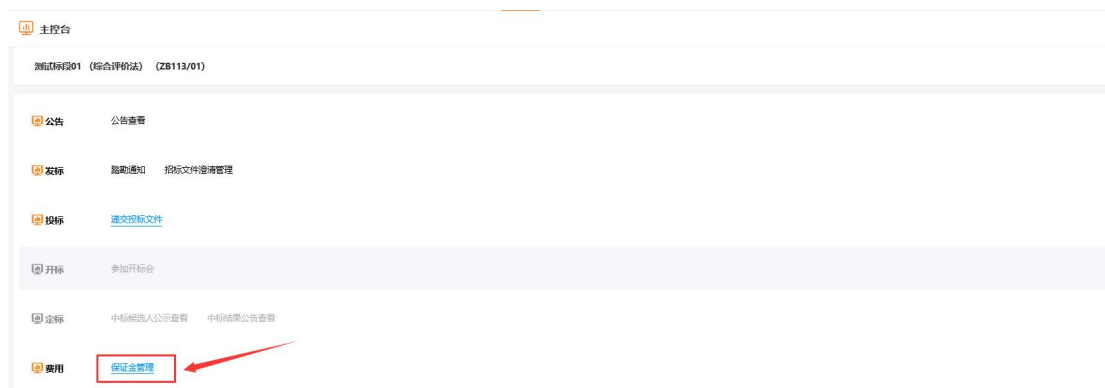 主控台
测试标段01 （综合评价法） （ZB113/01）
公告 公告查看
发标 踏勘通知 招标文件澄清管理
投标 递交投标文件
开标 参加开标会
定标 中标候选人公示查看 中标结果公告查看
费用 保证金管理